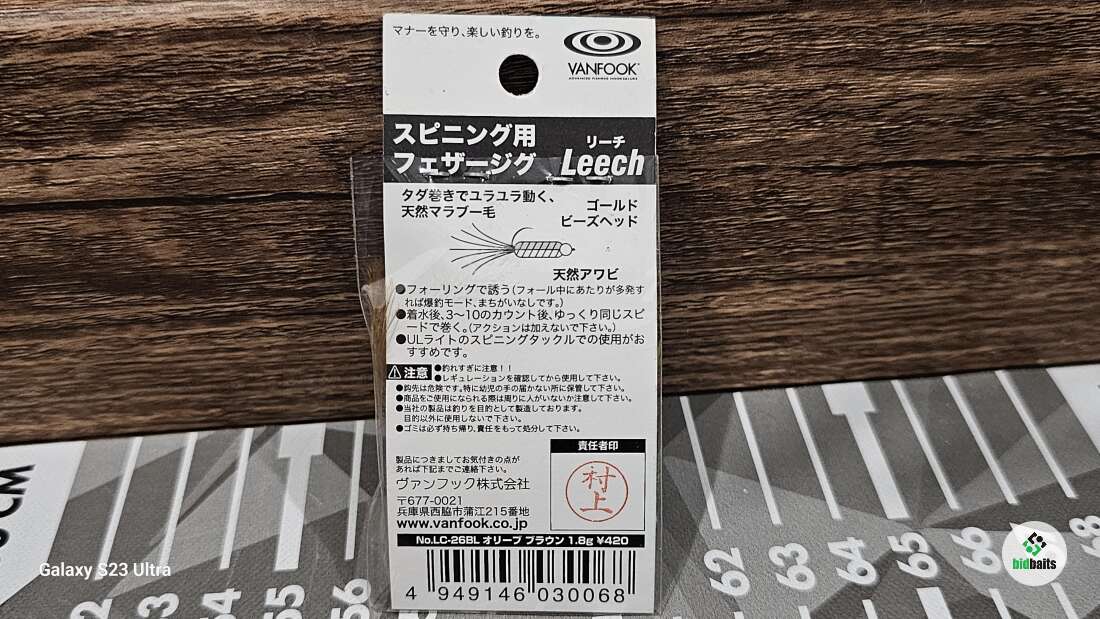 マナーを守り、楽しい釣りを。
VANFOOK
スピニング用
フェザージグ
リーチ
Leech
タダ巻きでユラユラ動く、
天然マラブー毛
ゴールド
ビーズヘッド
天然アワビ
●フォーリングで誘う(フォール中にあたりが多発す
れば爆釣モード、まちがいなしです。)
●着水後、3〜10のカウント後、ゆっくり同じスピ
ードで巻く。(アクションは加えないで下さい。)
●ULライトのスピニングタックルでの使用がお
すすめです。
注意
●釣れすぎに注意!!
●レギュレーションを確認してから使用して下さい。
●鈎先は危険です。特に幼児の手の届かない所に保管して下さい。
●商品をご使用になられる際は周りに人がいないか注意して下さい。
●当社の製品は釣りを目的として製造しております。
目的以外に使用しないで下さい。
●ゴミは必ず持ち帰り、責任をもって処分して下さい。
製品につきましてお気付きの点が
あれば下記までご連絡下さい。
ヴァンフック株式会社
〒677-0021
兵庫県西脇市蒲江215番地
www.vanfook.co.jp
責任者印
村上
No.LC-26BL オリーブ ブラウン 1.8g ¥420
4 949146 030068
Galaxy S23 Ultra
bidbaits
53
54
55
56
62
63
64
65
66
68